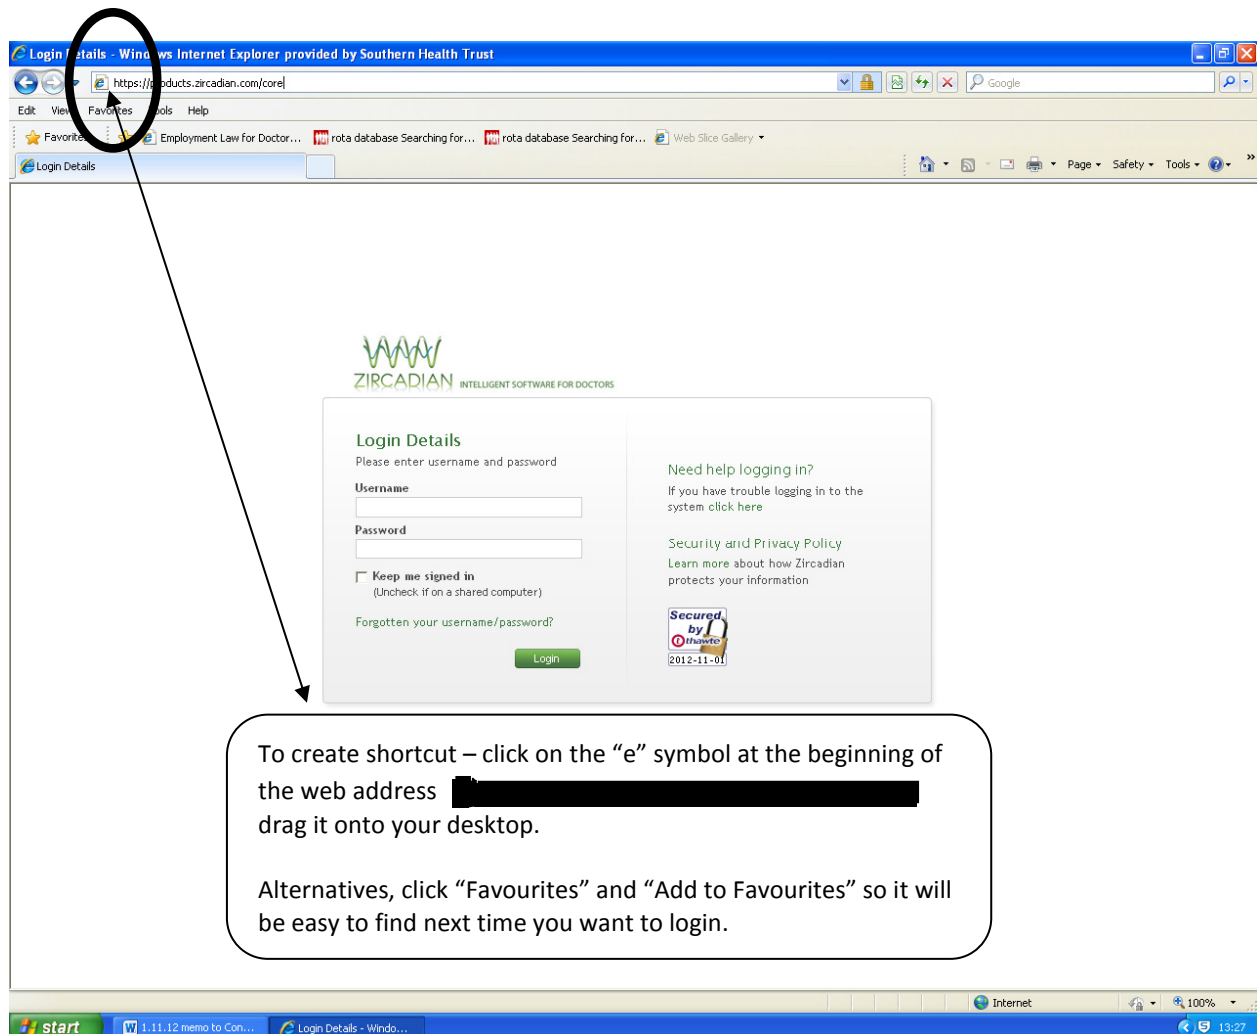 Login Details - Windows Internet Explorer provided by Southern Health Trust
https://products.zircadian.com/core
Google
Edit View Favorites Tools Help
Favorites Employment Law for Doctor... rota database Searching for... rota database Searching for... Web Slice Gallery
Login Details
Page Safety Tools »
ZIRCADIAN INTELLIGENT SOFTWARE FOR DOCTORS
Login Details
Please enter username and password
Username
Password
Keep me signed in
(Uncheck if on a shared computer)
Forgotten your username/password?
Login
Need help logging in?
If you have trouble logging in to the
system click here
Security and Privacy Policy
Learn more about how Zircadian
protects your information
Secured
by
thawte
2012-11-01
To create shortcut – click on the “e” symbol at the beginning of
the web address
drag it onto your desktop.
Alternatives, click “Favourites” and “Add to Favourites” so it will
be easy to find next time you want to login.
Internet 100%
start 1.11.12 memo to Con... Login Details - Windo... 13:27